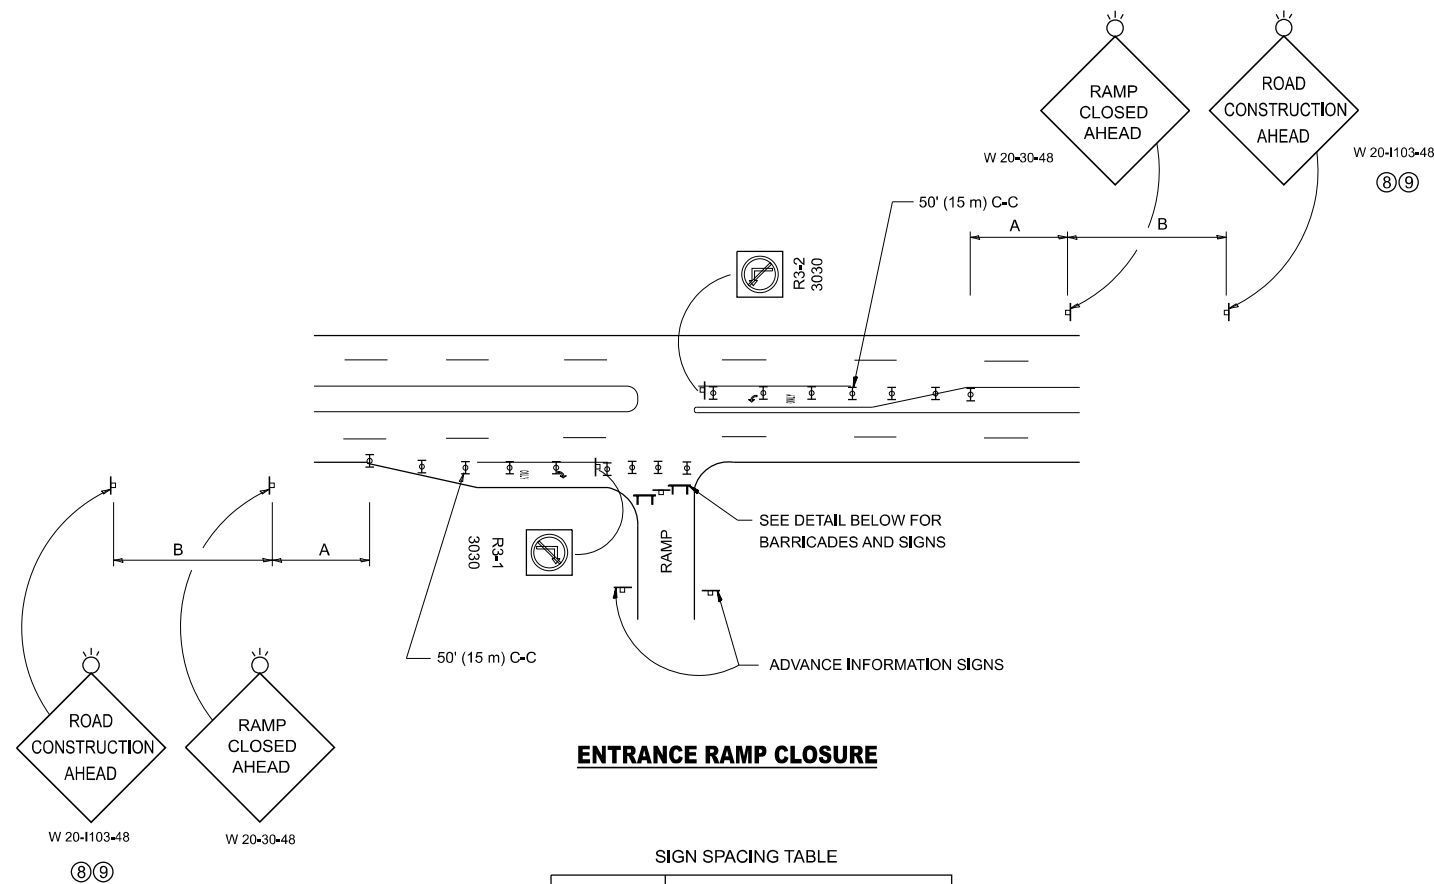 RAMP
CLOSED
AHEAD
ROAD
CONSTRUCTION
AHEAD
W 20-30-48
W 20-I103-48
⑧⑨
50' (15 m) C-C
A
B
R3-2
3030
ONLY
ONLY
SEE DETAIL BELOW FOR
BARRICADES AND SIGNS
B
A
R3-1
3030
RAMP
50' (15 m) C-C
ADVANCE INFORMATION SIGNS
ROAD
CONSTRUCTION
AHEAD
RAMP
CLOSED
AHEAD
ENTRANCE RAMP CLOSURE
W 20-I103-48
W 20-30-48
⑧⑨
SIGN SPACING TABLE